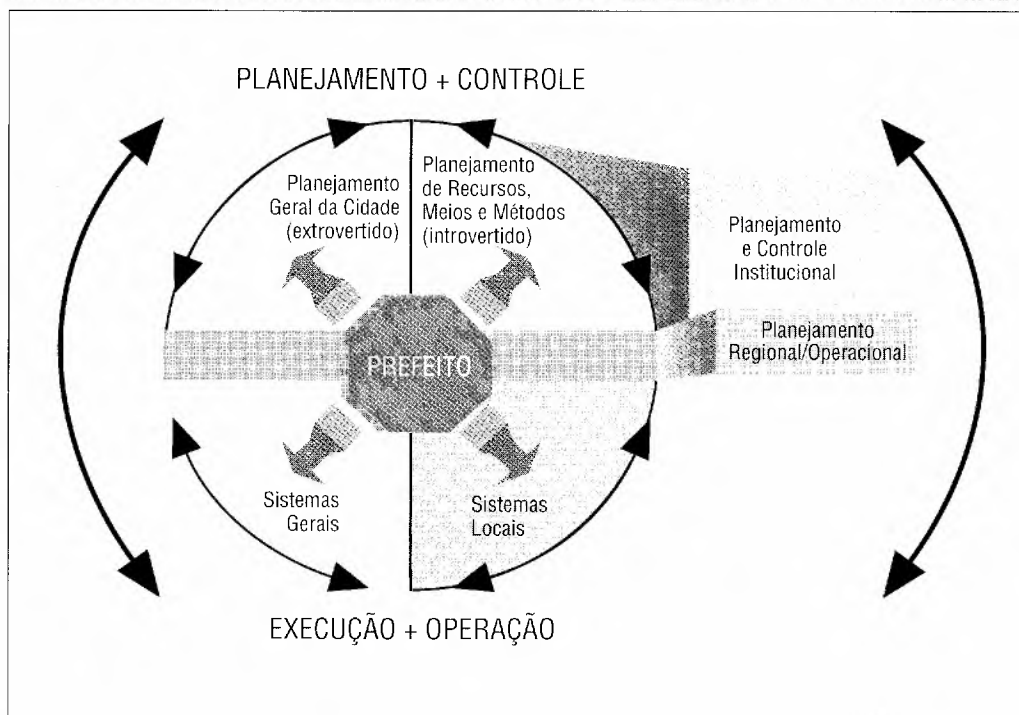 PLANEJAMENTO + CONTROLE
Planejamento
Geral da Cidade
(extrovertido)
Planejamento
de Recursos,
Meios e Métodos
(introvertido)
Planejamento
e Controle
Institucional
PREFEITO
Planejamento
Regional/Operacional
Sistemas
Gerais
Sistemas
Locais
EXECUÇÃO + OPERAÇÃO